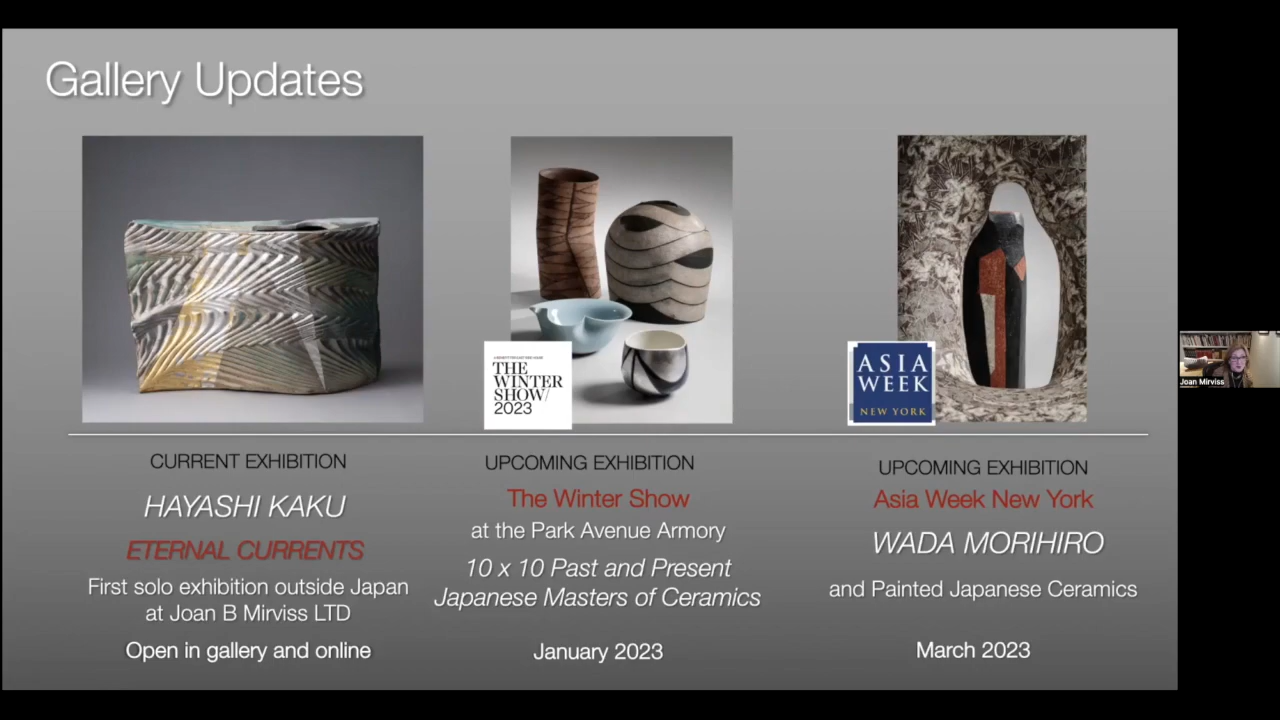 Gallery Updates
THE
WINTER
SHOW/
2023
ASIA
WEEK
NEW YORK
Joan Mirviss
CURRENT EXHIBITION
HAYASHI KAKU
ETERNAL CURRENTS
First solo exhibition outside Japan
at Joan B Mirviss LTD
Open in gallery and online
UPCOMING EXHIBITION
The Winter Show
at the Park Avenue Armory
10 x 10 Past and Present
Japanese Masters of Ceramics
January 2023
UPCOMING EXHIBITION
Asia Week New York
WADA MORIHIRO
and Painted Japanese Ceramics
March 2023